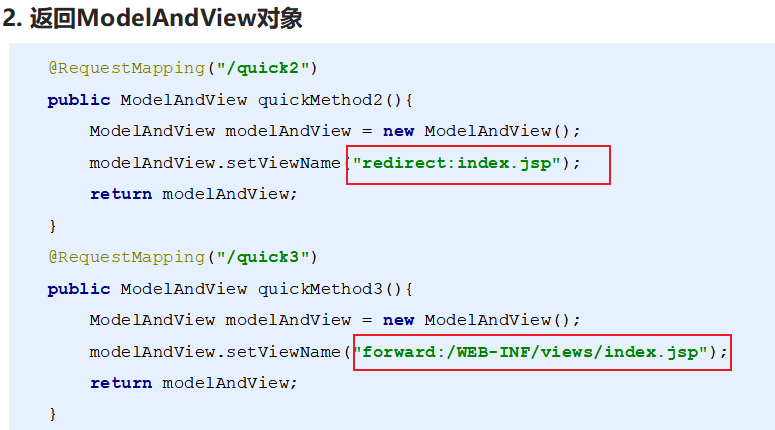 2. 返回ModelAndView对象
@RequestMapping("/quick2")
public ModelAndView quickMethod2(){
    ModelAndView modelAndView = new ModelAndView();
    modelAndView.setViewName("redirect:index.jsp");
    return modelAndView;
}
@RequestMapping("/quick3")
public ModelAndView quickMethod3(){
    ModelAndView modelAndView = new ModelAndView();
    modelAndView.setViewName("forward:/WEB-INF/views/index.jsp");
    return modelAndView;
}